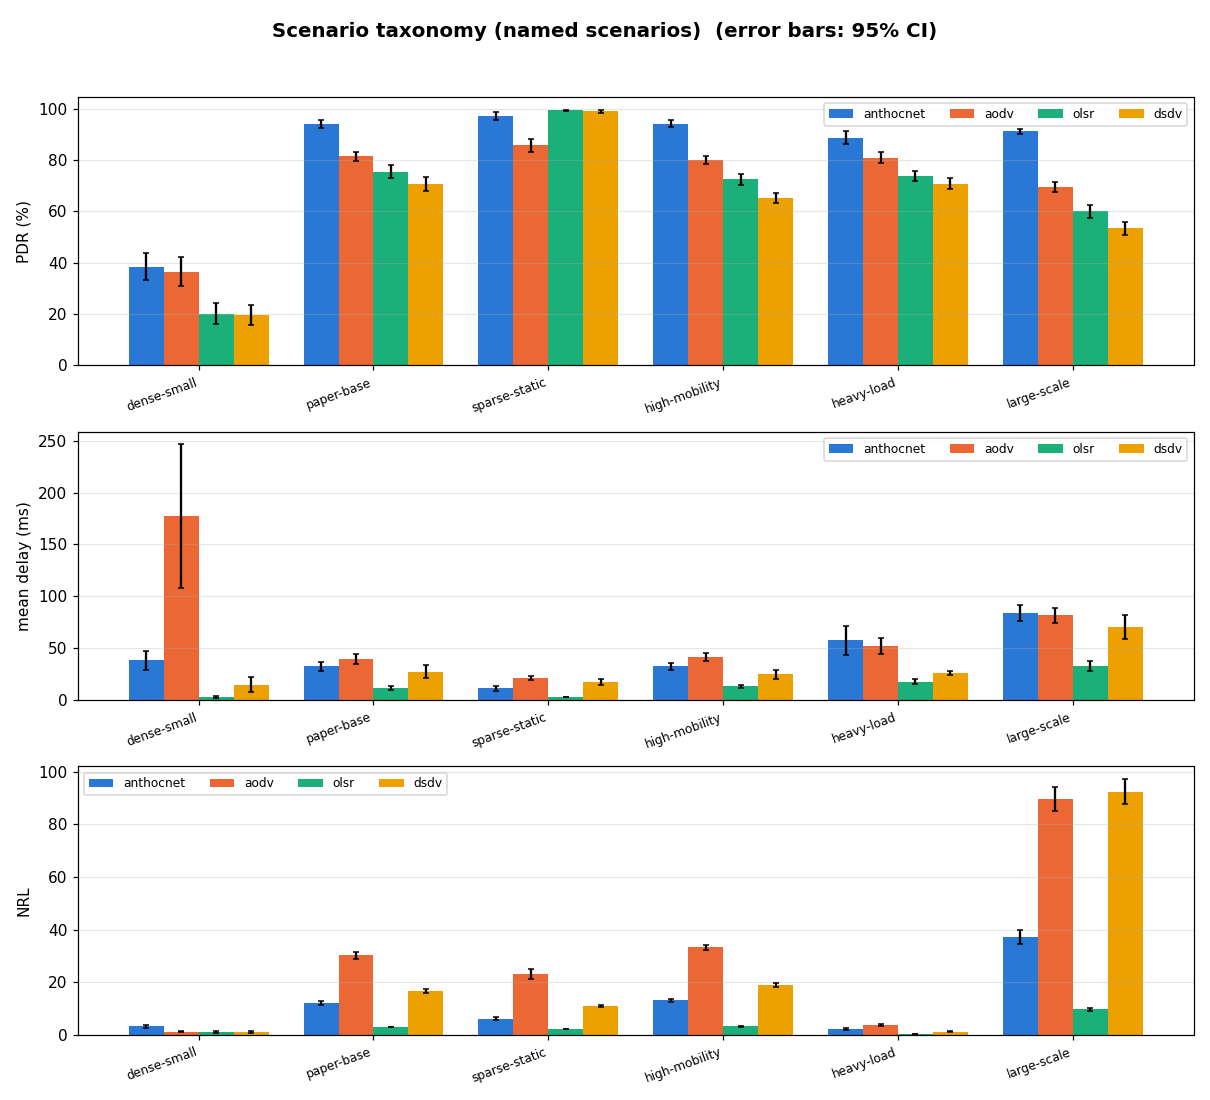 Scenario taxonomy (named scenarios)  (error bars: 95% CI)
PDR (%)
100
80
60
40
20
0
anthocnet aodv olsr dsdv
dense-small paper-base sparse-static high-mobility heavy-load large-scale
mean delay (ms)
250
200
150
100
50
0
anthocnet aodv olsr dsdv
dense-small paper-base sparse-static high-mobility heavy-load large-scale
NRL
100
80
60
40
20
0
anthocnet aodv olsr dsdv
dense-small paper-base sparse-static high-mobility heavy-load large-scale